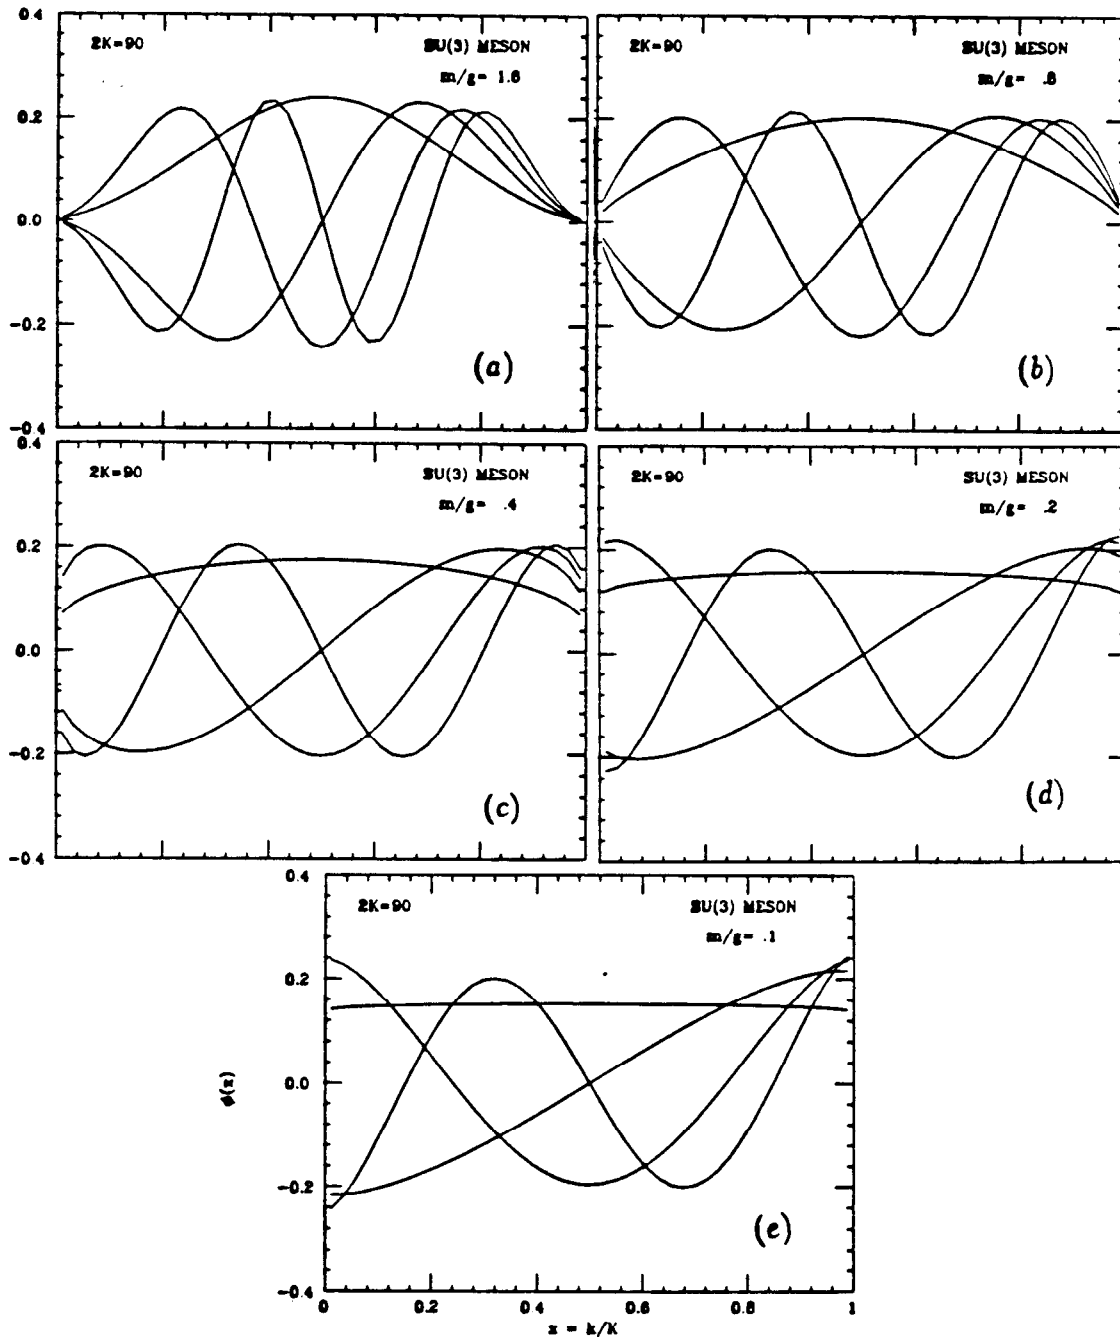 0.4
0.2
0.0
-0.2
-0.4
2K=90
SU(3) MESON
m/g= 1.6
(a)
2K=90
SU(3) MESON
m/g= .8
(b)
0.4
0.2
0.0
-0.2
-0.4
2K=90
SU(3) MESON
m/g= .4
(c)
2K=90
SU(3) MESON
m/g= .2
(d)
0.4
0.2
0.0
-0.2
-0.4
ϕ(x)
2K=90
SU(3) MESON
m/g= .1
(e)
0 0.2 0.4 0.6 0.8 1
x = k/K